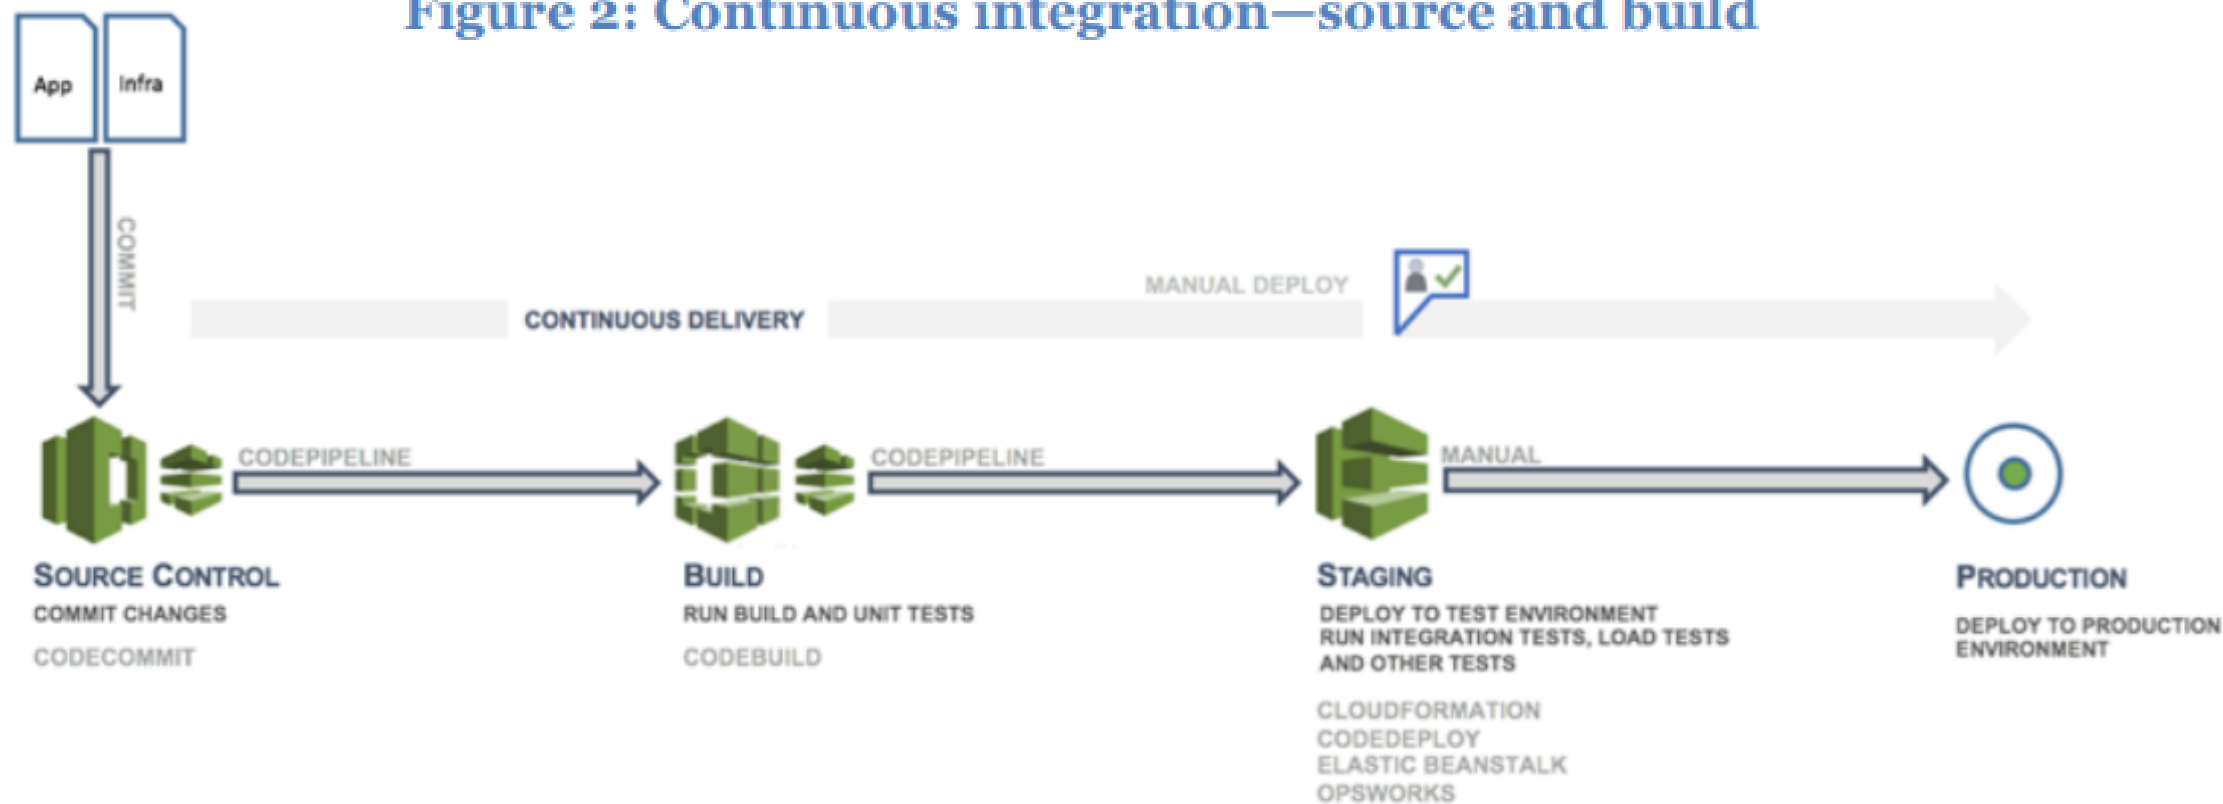 Figure 2: Continuous integration—source and build
App
Infra
COMMIT
MANUAL DEPLOY
CONTINUOUS DELIVERY
CODEPIPELINE
CODEPIPELINE
MANUAL
SOURCE CONTROL
COMMIT CHANGES
CODECOMMIT
BUILD
RUN BUILD AND UNIT TESTS
CODEBUILD
STAGING
DEPLOY TO TEST ENVIRONMENT
RUN INTEGRATION TESTS, LOAD TESTS
AND OTHER TESTS
CLOUDFORMATION
CODEDEPLOY
ELASTIC BEANSTALK
OPSWORKS
PRODUCTION
DEPLOY TO PRODUCTION
ENVIRONMENT